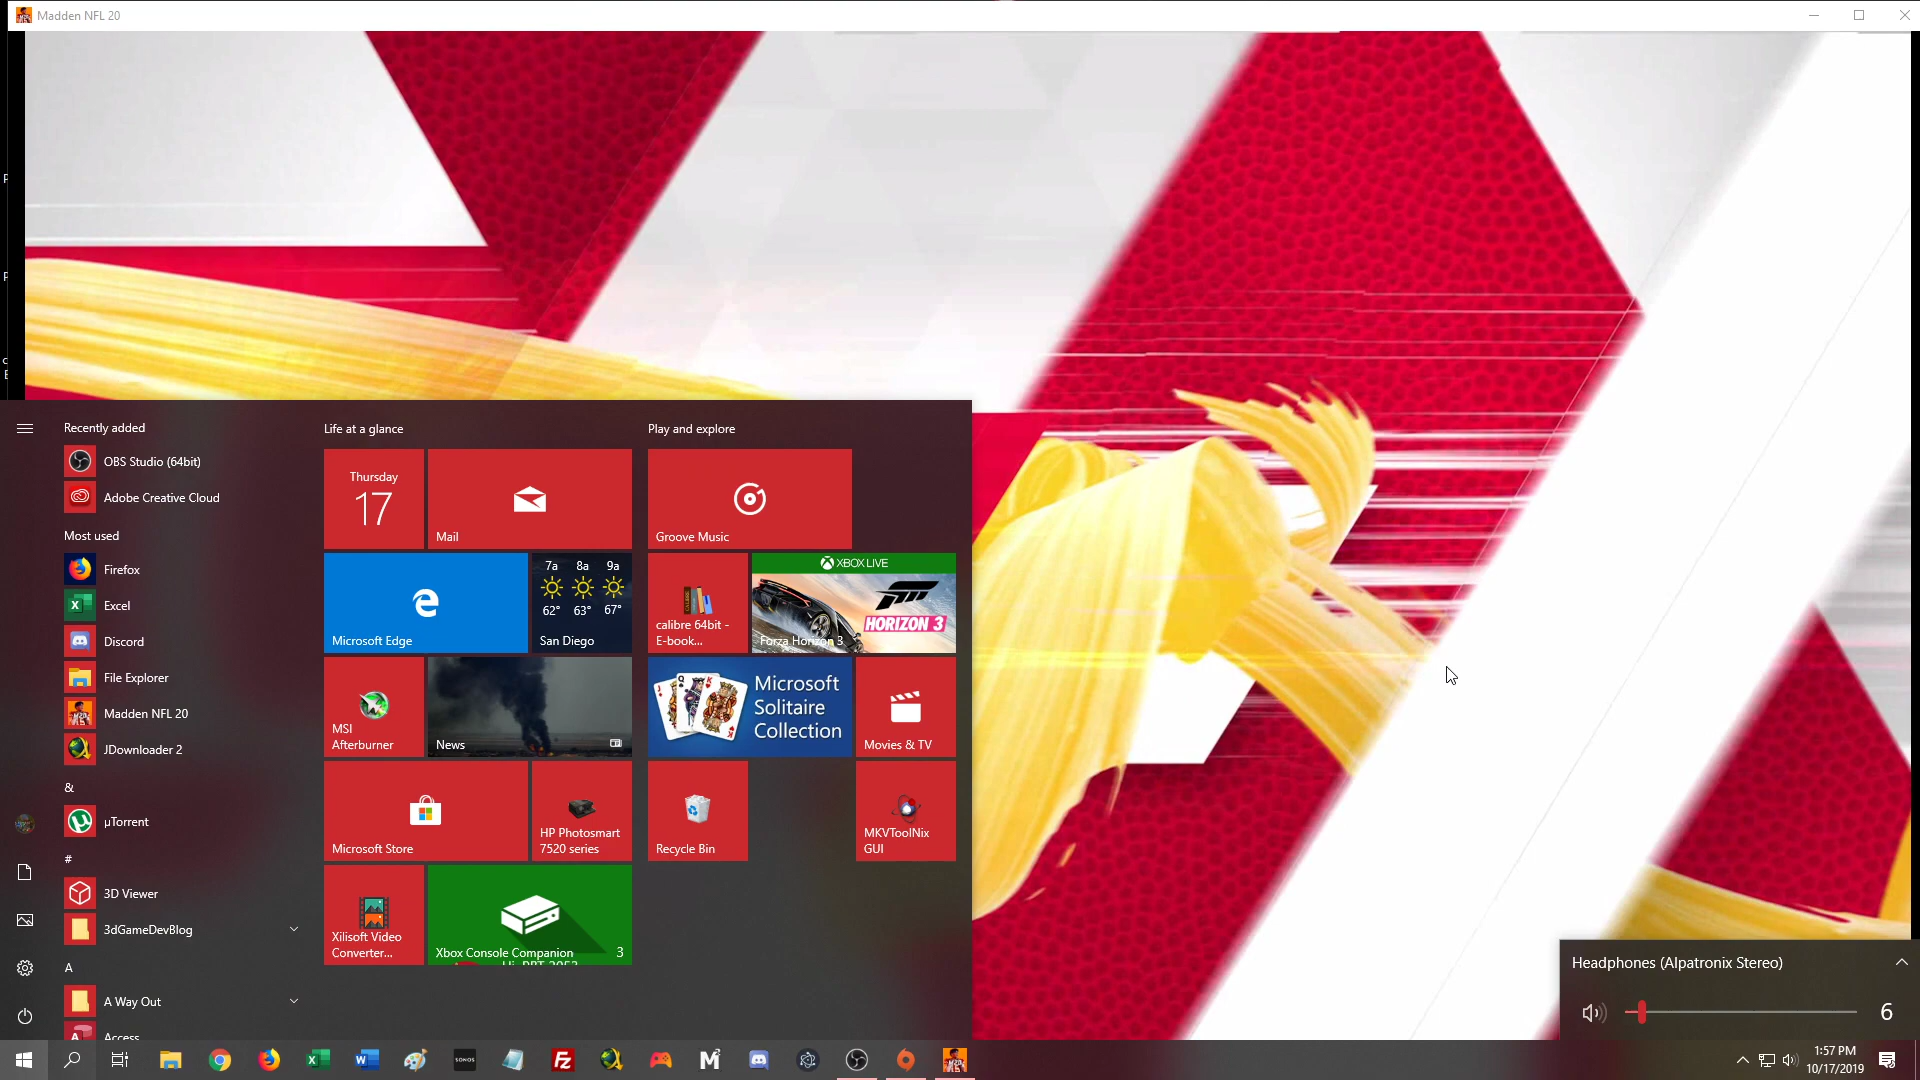 Madden NFL 20
Recently added
OBS Studio (64bit)
Adobe Creative Cloud
Most used
Firefox
Excel
Discord
File Explorer
Madden NFL 20
JDownloader 2
&
µTorrent
#
3D Viewer
3dGameDevBlog
A
A Way Out
Access
Life at a glance
Thursday
17
Mail
Microsoft Edge
7a 8a 9a
62° 63° 67°
San Diego
MSI
Afterburner
News
Microsoft Store
HP Photosmart
7520 series
Xilisoft Video
Converter...
Xbox Console Companion
3
Play and explore
Groove Music
calibre 64bit -
E-book...
XBOX LIVE
HORIZON 3
Forza Horizon 3
Microsoft
Solitaire
Collection
Movies & TV
Recycle Bin
MKVToolNix
GUI
Headphones (Alpatronix Stereo)
6
SONOS
1:57 PM
10/17/2019